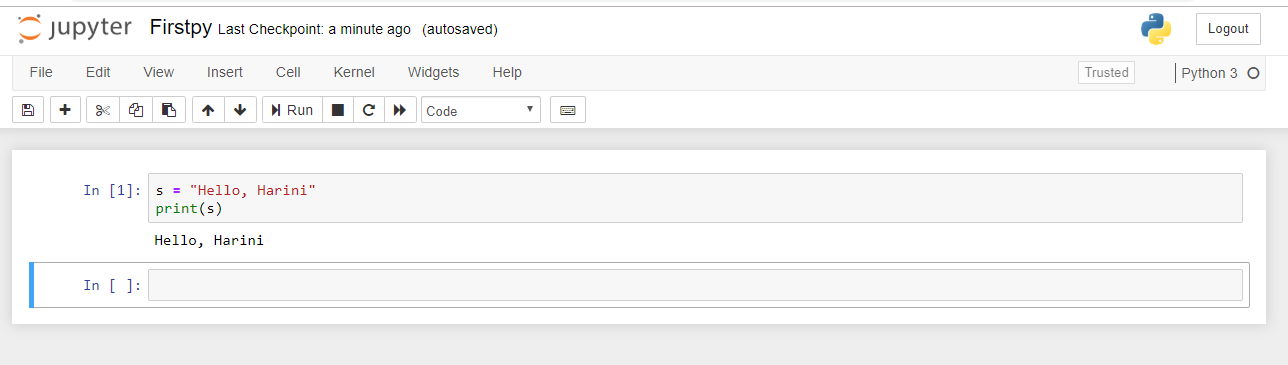 jupyter Firstpy Last Checkpoint: a minute ago (autosaved) Logout
File Edit View Insert Cell Kernel Widgets Help Trusted Python 3
Run Code
In [1]: s = "Hello, Harini"
print(s)
Hello, Harini
In [ ]: